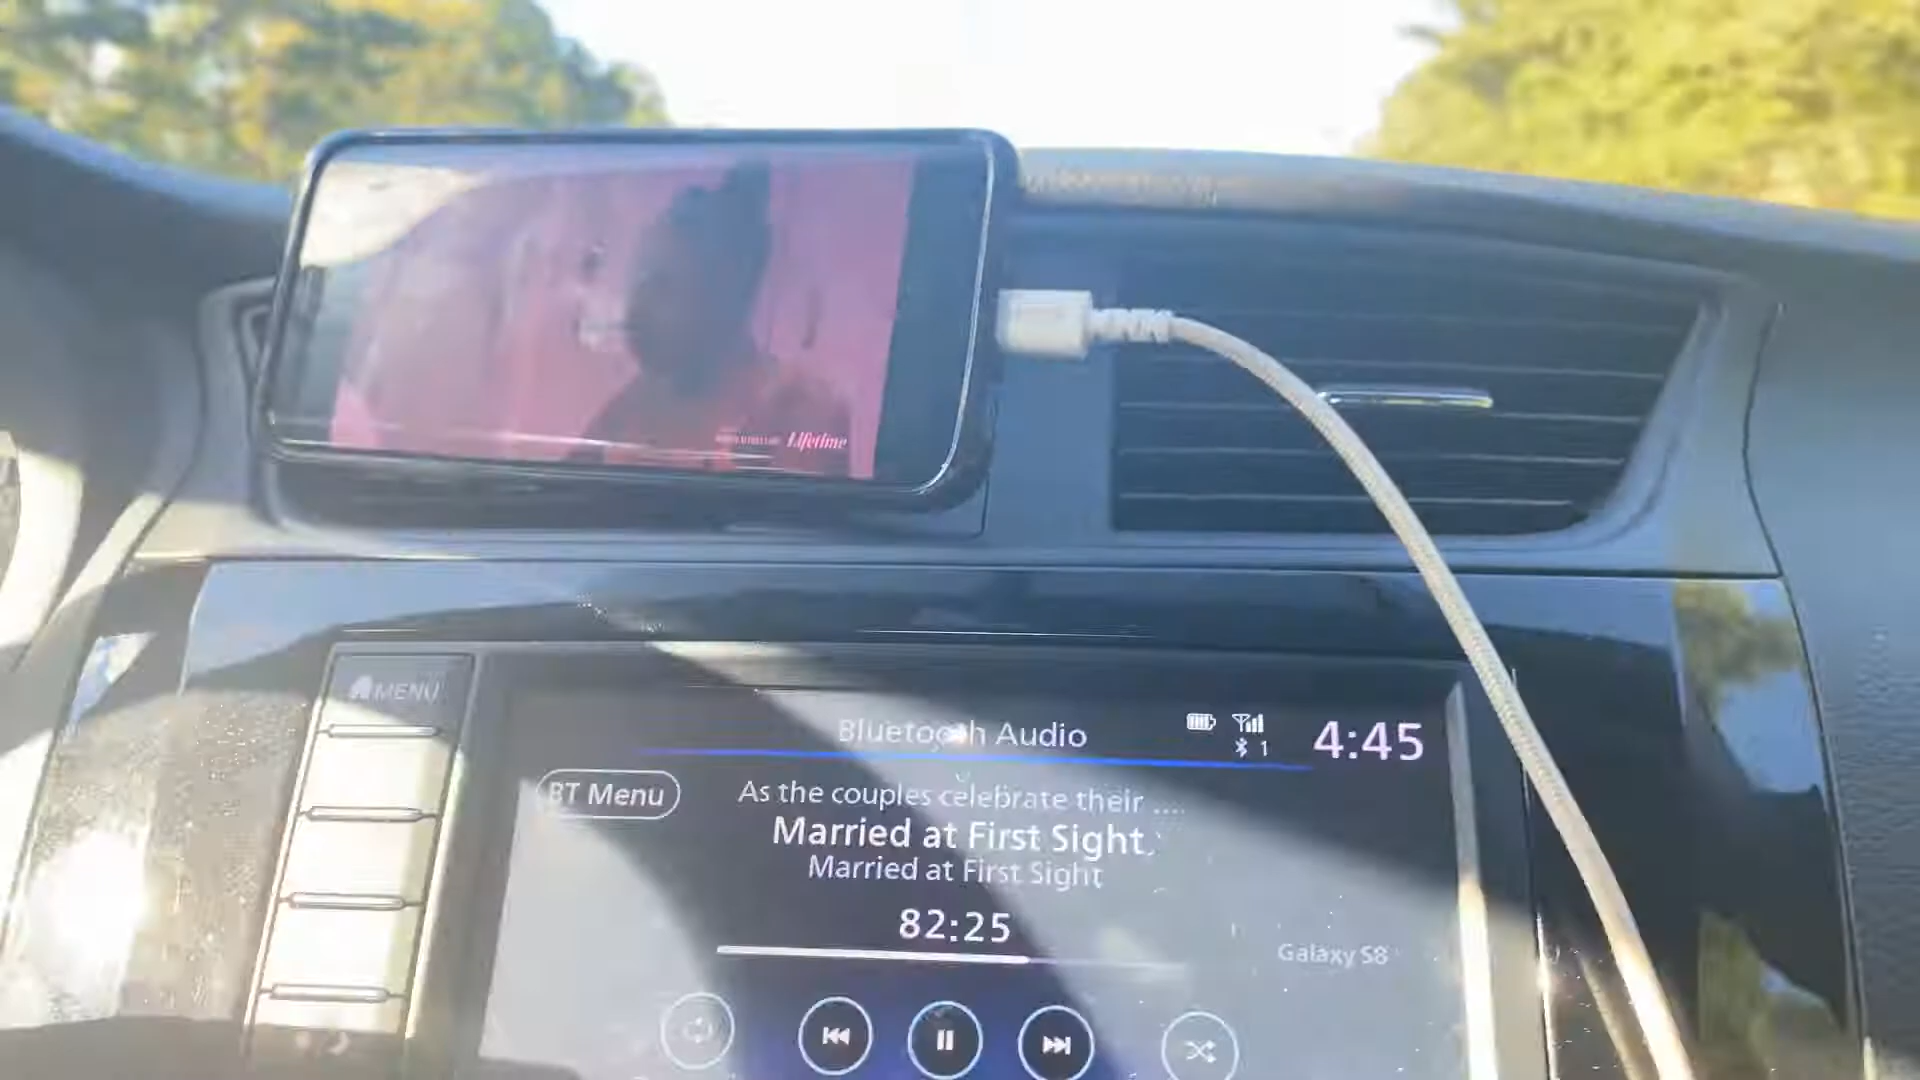 Lifetime
MENU
Bluetooth Audio
1
4:45
BT Menu
As the couples celebrate their ....
Married at First Sight.
Married at First Sight
82:25
Galaxy S8